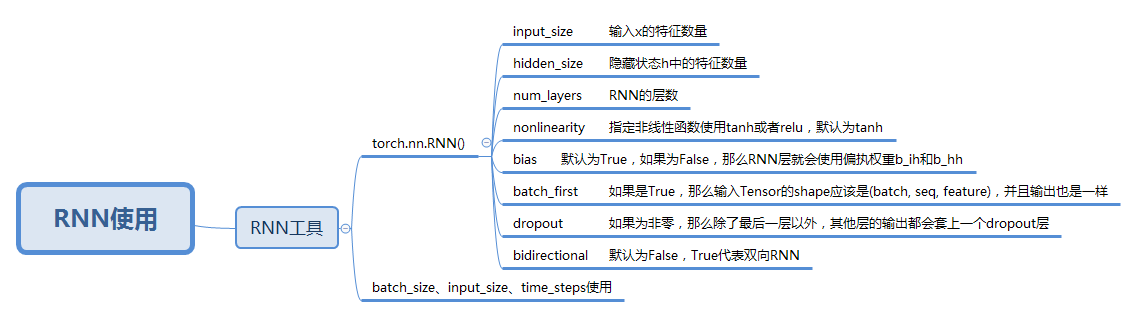 RNN使用
RNN工具
torch.nn.RNN()
input_size 输入x的特征数量
hidden_size 隐藏状态h中的特征数量
num_layers RNN的层数
nonlinearity 指定非线性函数使用tanh或者relu，默认为tanh
bias 默认为True，如果为False，那么RNN层就会使用偏执权重b_ih和b_hh
batch_first 如果是True，那么输入Tensor的shape应该是(batch, seq, feature)，并且输出也是一样
dropout 如果为非零，那么除了最后一层以外，其他层的输出都会套上一个dropout层
bidirectional 默认为False，True代表双向RNN
batch_size、input_size、time_steps使用